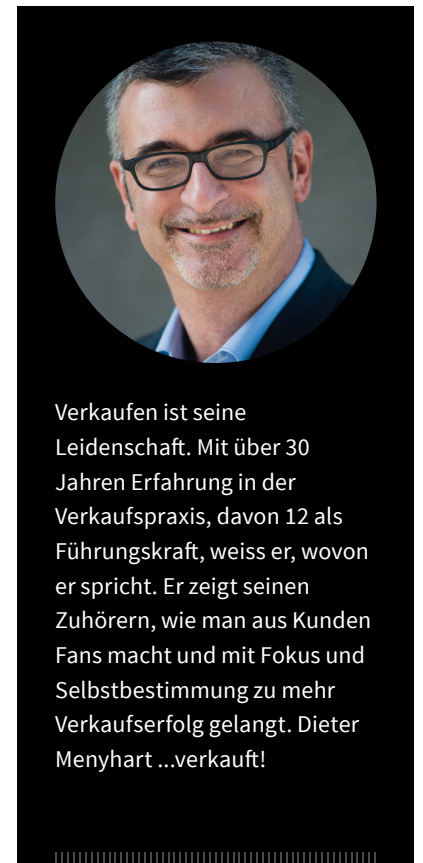 Verkaufen ist seine
Leidenschaft. Mit über 30
Jahren Erfahrung in der
Verkaufspraxis, davon 12 als
Führungskraft, weiss er, wovon
er spricht. Er zeigt seinen
Zuhörern, wie man aus Kunden
Fans macht und mit Fokus und
Selbstbestimmung zu mehr
Verkaufserfolg gelangt. Dieter
Menyhart ...verkauft!